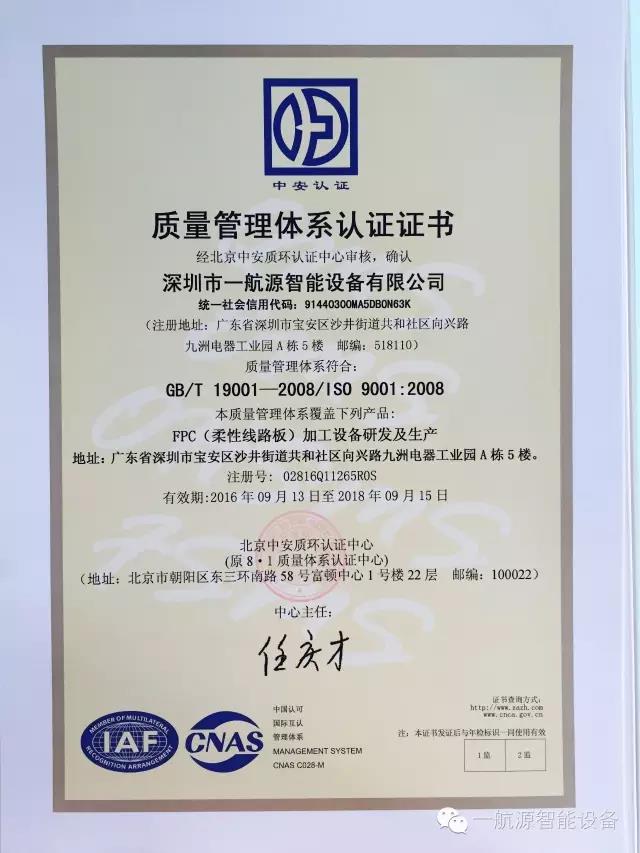 中安认证
质量管理体系认证证书
经北京中安质环认证中心审核，确认
深圳市一航源智能设备有限公司
统一社会信用代码：91440300MA5DB0N63K
（注册地址：广东省深圳市宝安区沙井街道共和社区向兴路
九洲电器工业园A栋5楼 邮编：518110）
质量管理体系符合：
GB/T 19001—2008/ISO 9001:2008
本质量管理体系覆盖下列产品：
FPC（柔性线路板）加工设备研发及生产
地址：广东省深圳市宝安区沙井街道共和社区向兴路九洲电器工业园A栋5楼。
注册号：02816Q11265R0S
有效期：2016年09月13日至2018年09月15日
北京中安质环认证中心
（原8·1质量体系认证中心）
（地址：北京市朝阳区东三环南路58号富顿中心1号楼22层 邮编：100022）
中心主任：
任庆才
MEMBER OF MULTILATERAL
IAF
RECOGNITION ARRANGEMENT
CNAS
中国认可
国际互认
管理体系
MANAGEMENT SYSTEM
CNAS C028-M
证书查询方式：
http://www.zazh.com
www.cnca.gov.cn
注：本证书发证后与年检标识一同使用有效
1监 2监
一航源智能设备